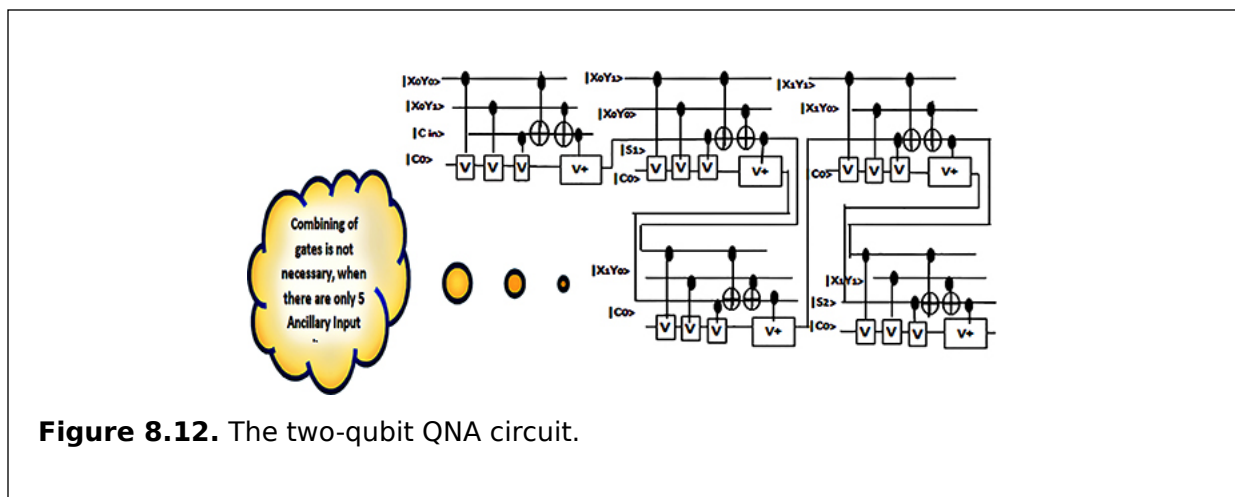 |X₀Y₀>
|X₀Y₁>
|C in>
|C₀>
V V V V+
|X₀Y₁>
|X₀Y₀>
|S₁>
|C₀>
V V V V+
|X₁Y₁>
|X₁Y₀>
C₀>
V V V V+
|X₁Y₀>
|C₀>
V V V V+
|X₁Y₁>
|S₂>
|C₀>
V V V V+
Combining of
gates is not
necessary, when
there are only 5
Ancillary Input
Figure 8.12. The two-qubit QNA circuit.